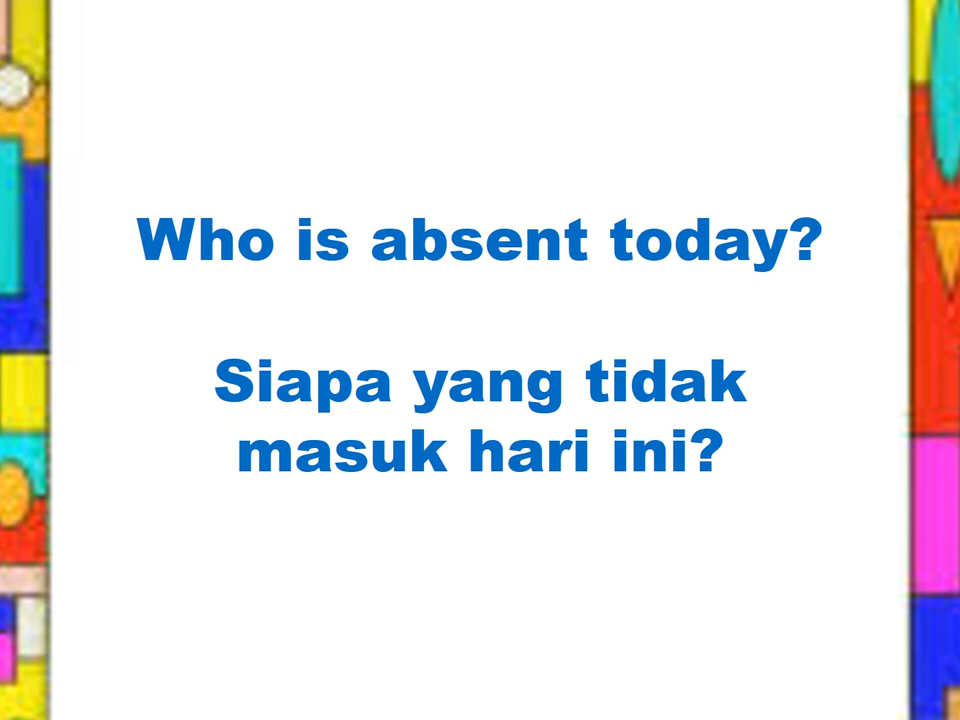 Who is absent today?
Siapa yang tidak
masuk hari ini?